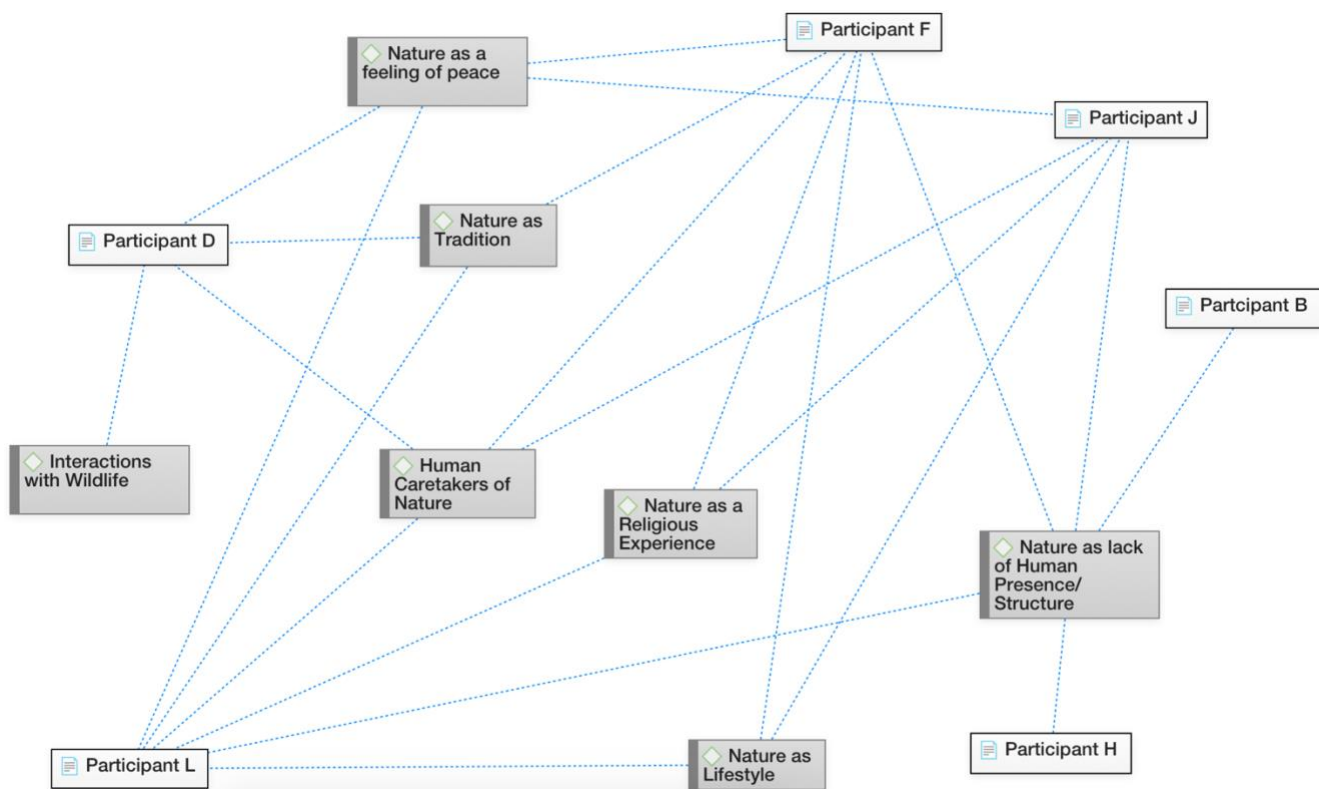 Participant F
Nature as a
feeling of peace
Participant J
Nature as
Tradition
Participant D
Partcipant B
Interactions
with Wildlife
Human
Caretakers of
Nature
Nature as a
Religious
Experience
Nature as lack
of Human
Presence/
Structure
Participant H
Nature as
Lifestyle
Participant L